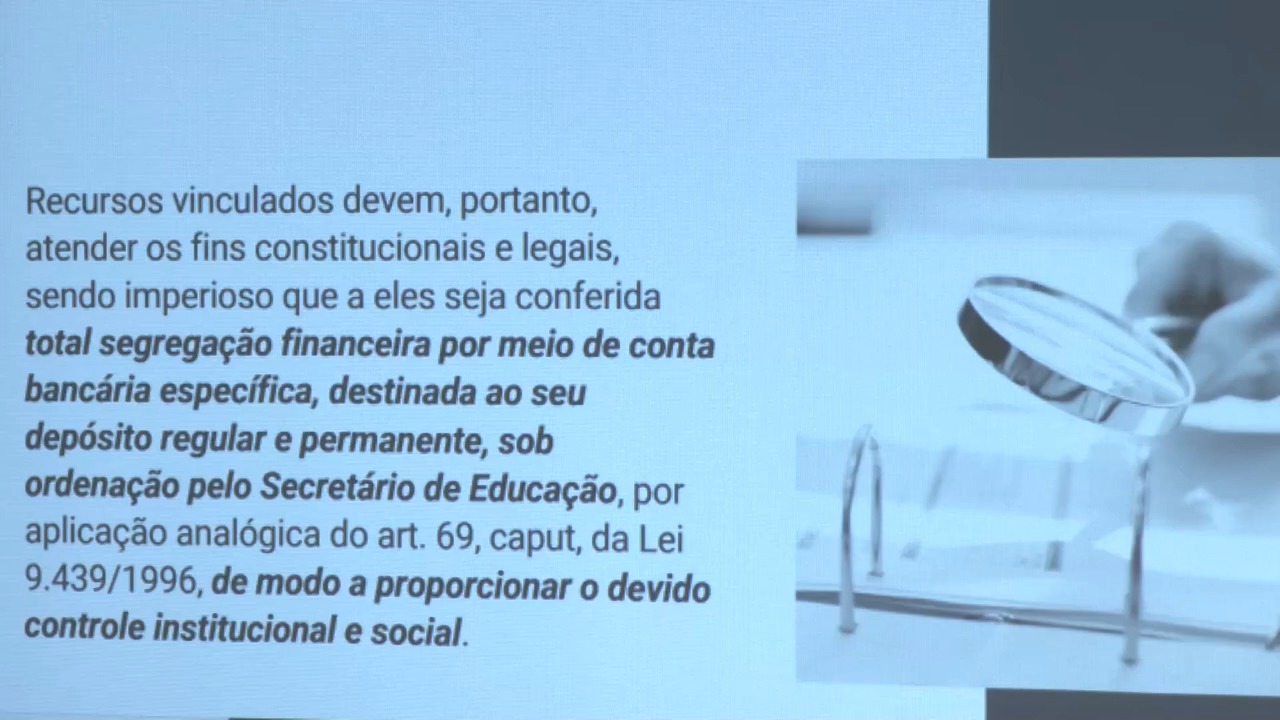 Recursos vinculados devem, portanto,
atender os fins constitucionais e legais,
sendo imperioso que a eles seja conferida
total segregação financeira por meio de conta
bancária específica, destinada ao seu
depósito regular e permanente, sob
ordenação pelo Secretário de Educação, por
aplicação analógica do art. 69, caput, da Lei
9.439/1996, de modo a proporcionar o devido
controle institucional e social.